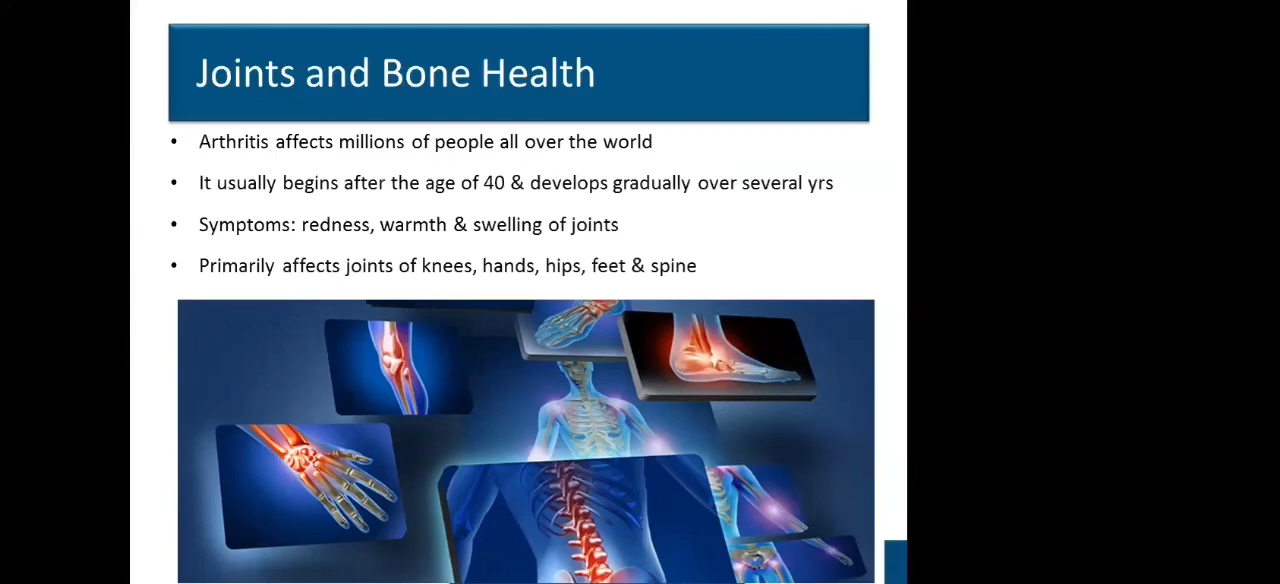 Joints and Bone Health
• Arthritis affects millions of people all over the world
• It usually begins after the age of 40 & develops gradually over several yrs
• Symptoms: redness, warmth & swelling of joints
• Primarily affects joints of knees, hands, hips, feet & spine